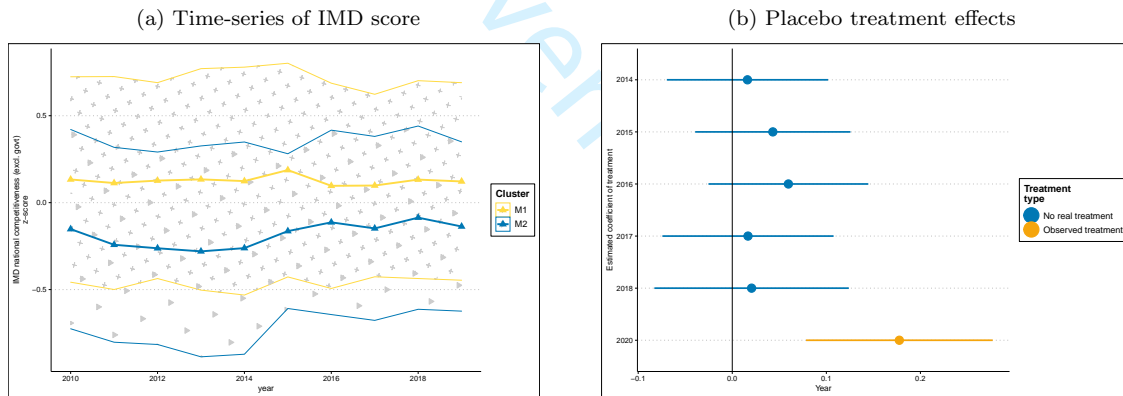 (a) Time-series of IMD score
(b) Placebo treatment effects
IMD national competitiveness (excl. govt)
z-score
0.5
0.0
−0.5
2010
2012
2014
2016
2018
year
Cluster
M1
M2
Estimated coefficient of treatment
2014
2015
2016
2017
2018
2020
−0.1
0.0
0.1
0.2
Year
Treatment
type
No real treatment
Observed treatment